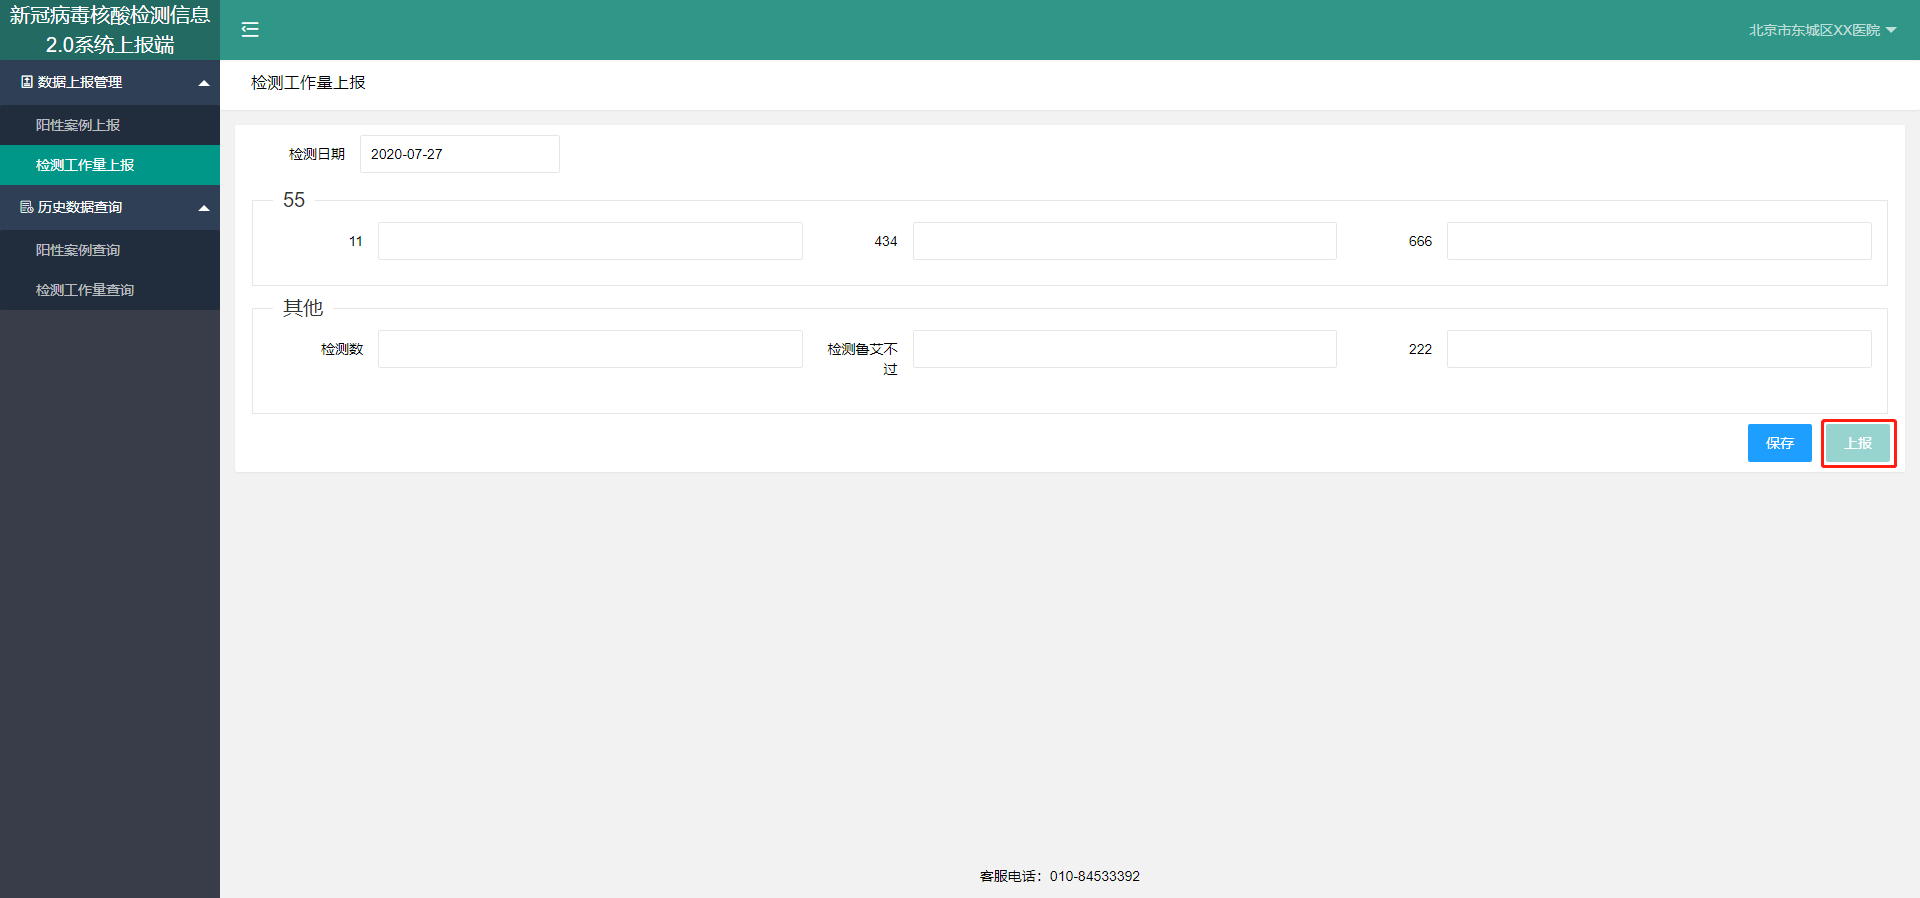 新冠病毒核酸检测信息
2.0系统上报端
北京市东城区XX医院
数据上报管理
阳性案例上报
检测工作量上报
历史数据查询
阳性案例查询
检测工作量查询
检测工作量上报
检测日期 2020-07-27
55
11 434 666
其他
检测数 检测鲁艾不 222
过
保存 上报
客服电话：010-84533392